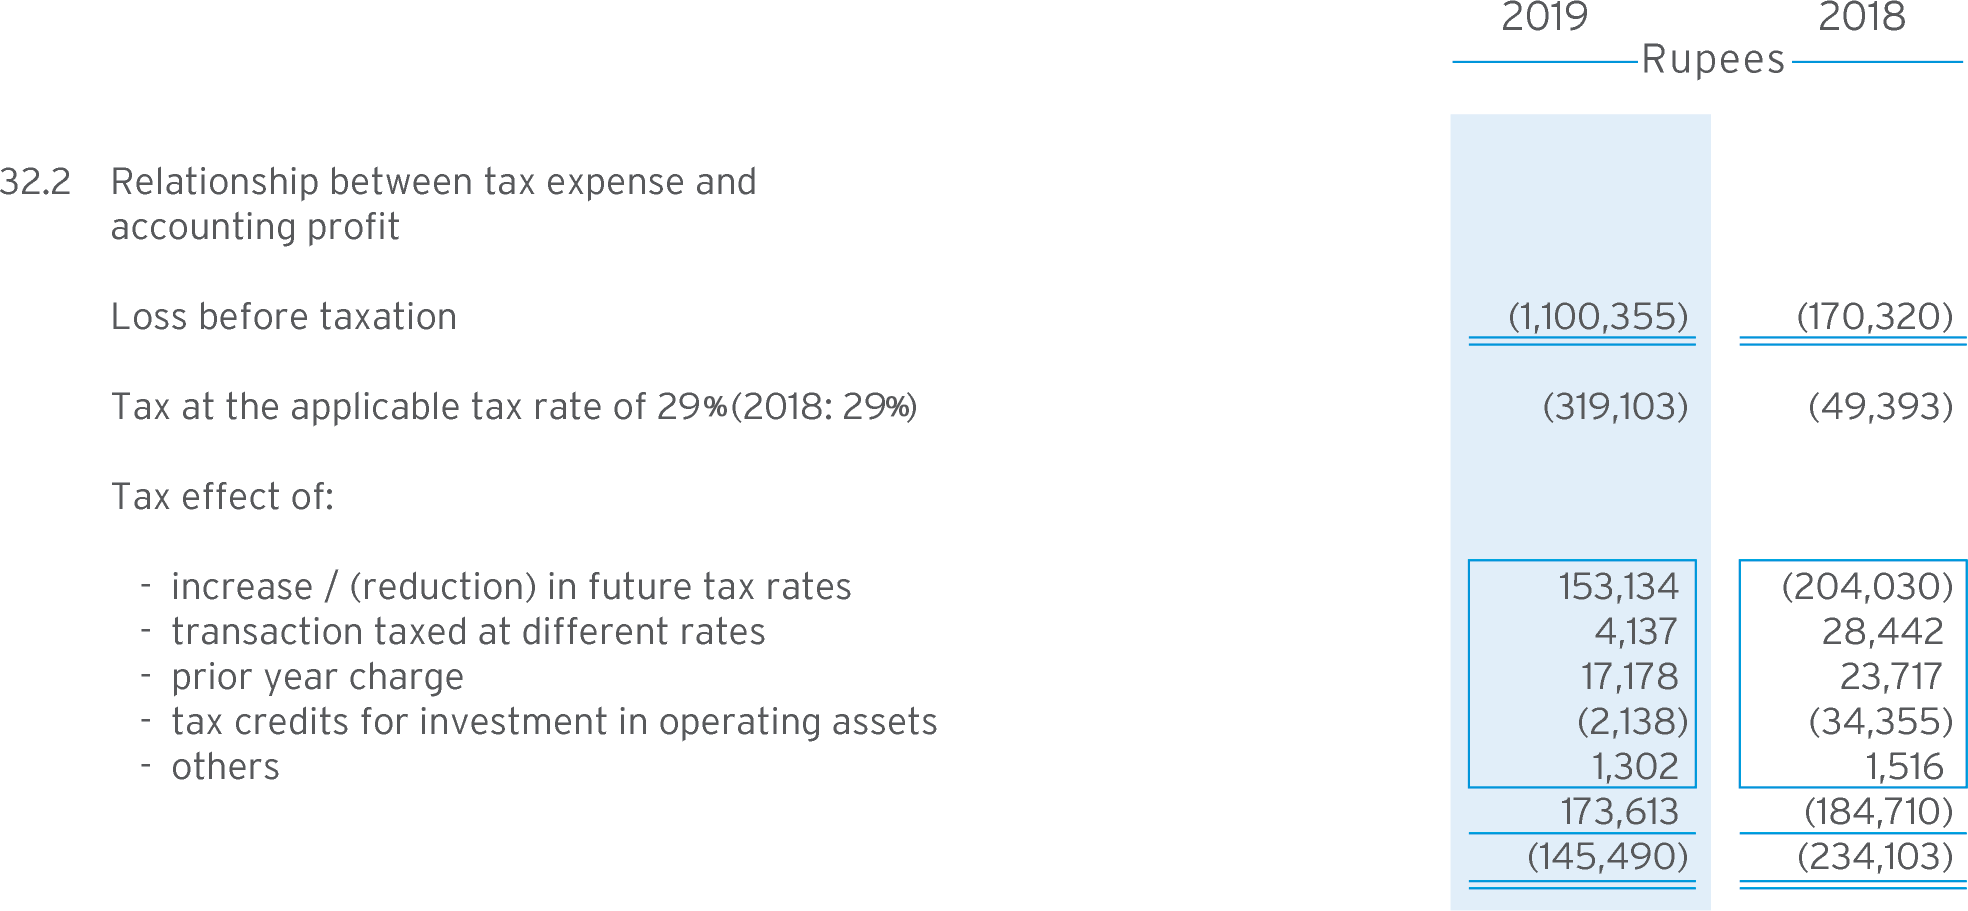 2019 2018
Rupees
32.2 Relationship between tax expense and
accounting profit
Loss before taxation (1,100,355) (170,320)
Tax at the applicable tax rate of 29%(2018: 29%) (319,103) (49,393)
Tax effect of:
- increase / (reduction) in future tax rates 153,134 (204,030)
- transaction taxed at different rates 4,137 28,442
- prior year charge 17,178 23,717
- tax credits for investment in operating assets (2,138) (34,355)
- others 1,302 1,516
173,613 (184,710)
(145,490) (234,103)